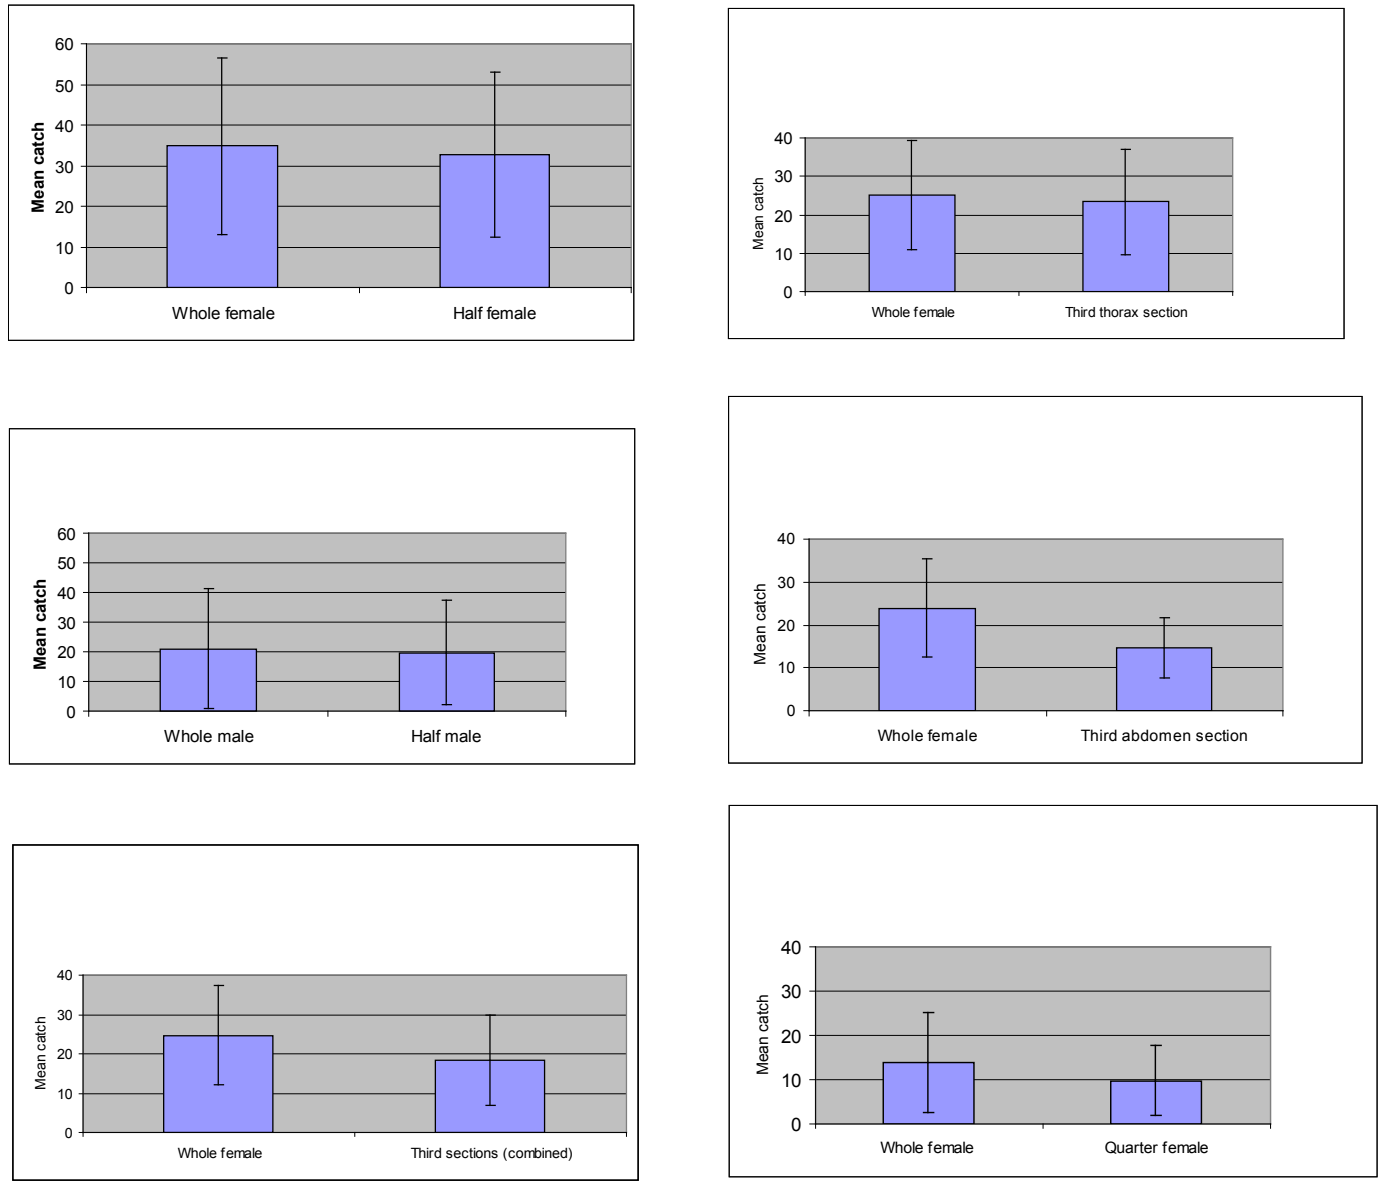 60
50
40
30
20
10
0
Mean catch
Whole female Half female
40
30
20
10
0
Mean catch
Whole female Third thorax section
60
50
40
30
20
10
0
Mean catch
Whole male Half male
40
30
20
10
0
Mean catch
Whole female Third abdomen section
40
30
20
10
0
Mean catch
Whole female Third sections (combined)
40
30
20
10
0
Mean catch
Whole female Quarter female